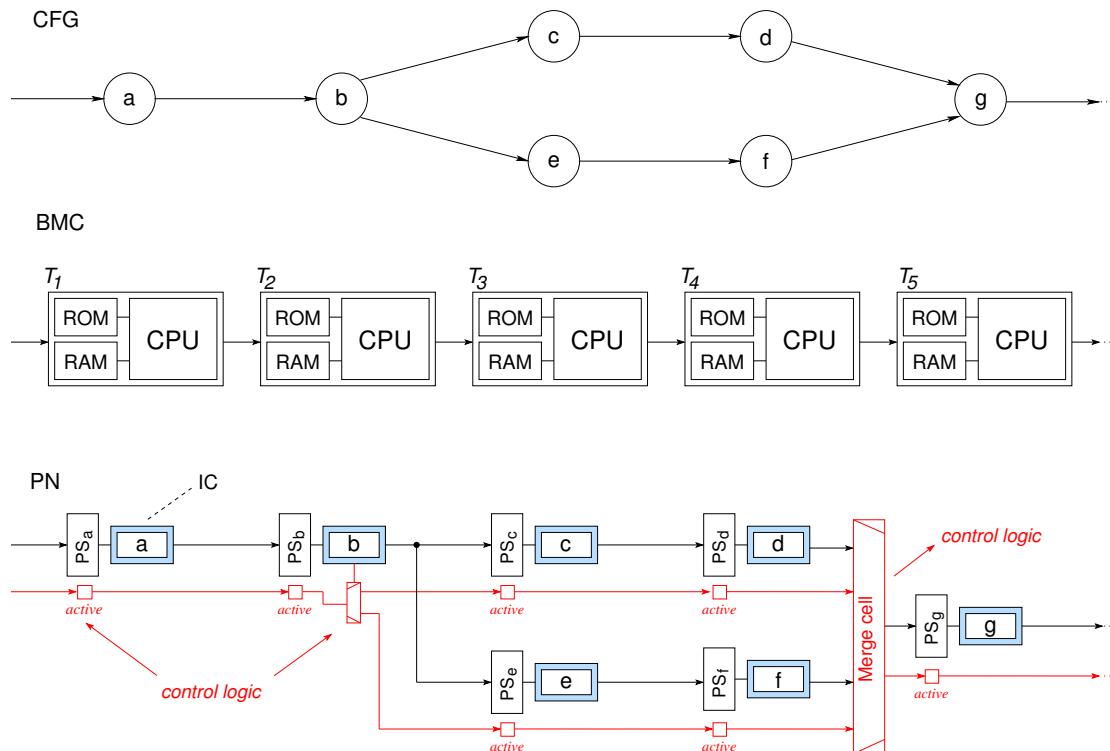 CFG
c
d
a
b
g
e
f
BMC
T1
T2
T3
T4
T5
ROM
RAM
CPU
ROM
RAM
CPU
ROM
RAM
CPU
ROM
RAM
CPU
ROM
RAM
CPU
PN
IC
PSa
a
PSb
b
PSc
c
PSd
d
control logic
active
active
active
active
Merge cell
PSg
g
control logic
PSe
e
PSf
f
active
active
active